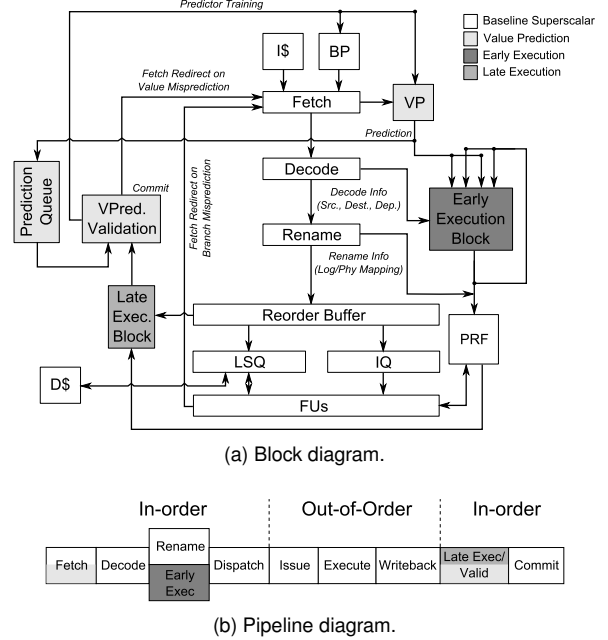 Predictor Training
Baseline Superscalar
Value Prediction
Early Execution
Late Execution
I$
BP
Fetch Redirect on
Value Misprediction
Fetch
VP
Prediction
Prediction
Queue
Commit
VPred.
Validation
Fetch Redirect on
Branch Misprediction
Decode
Decode Info
(Src., Dest., Dep.)
Early
Execution
Block
Rename
Rename Info
(Log/Phy Mapping)
Late
Exec.
Block
Reorder Buffer
PRF
LSQ
IQ
D$
FUs
(a) Block diagram.
In-order
Out-of-Order
In-order
Fetch
Decode
Rename
Early
Exec
Dispatch
Issue
Execute
Writeback
Late Exec/
Valid
Commit
(b) Pipeline diagram.